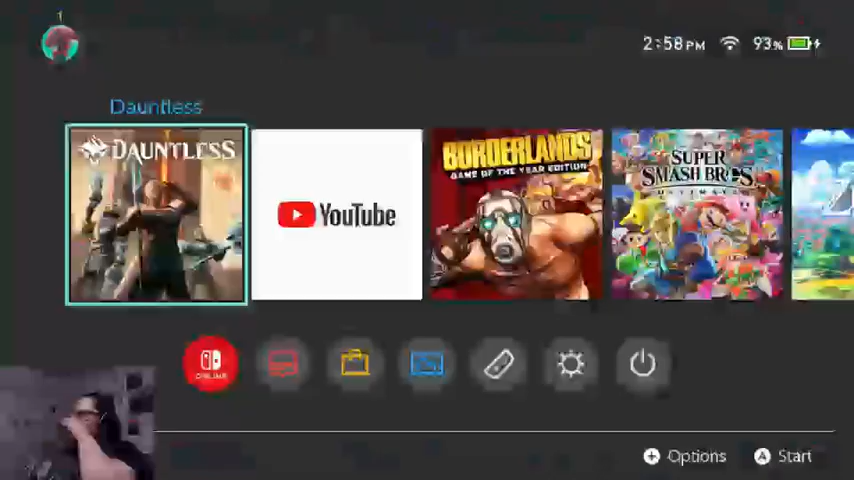 2:58 PM 93%
Dauntless
DAUNTLESS
YouTube
BORDERLANDS
GAME OF THE YEAR EDITION
SUPER
SMASH BROS.
ULTIMATE
ONLINE
Options
Start